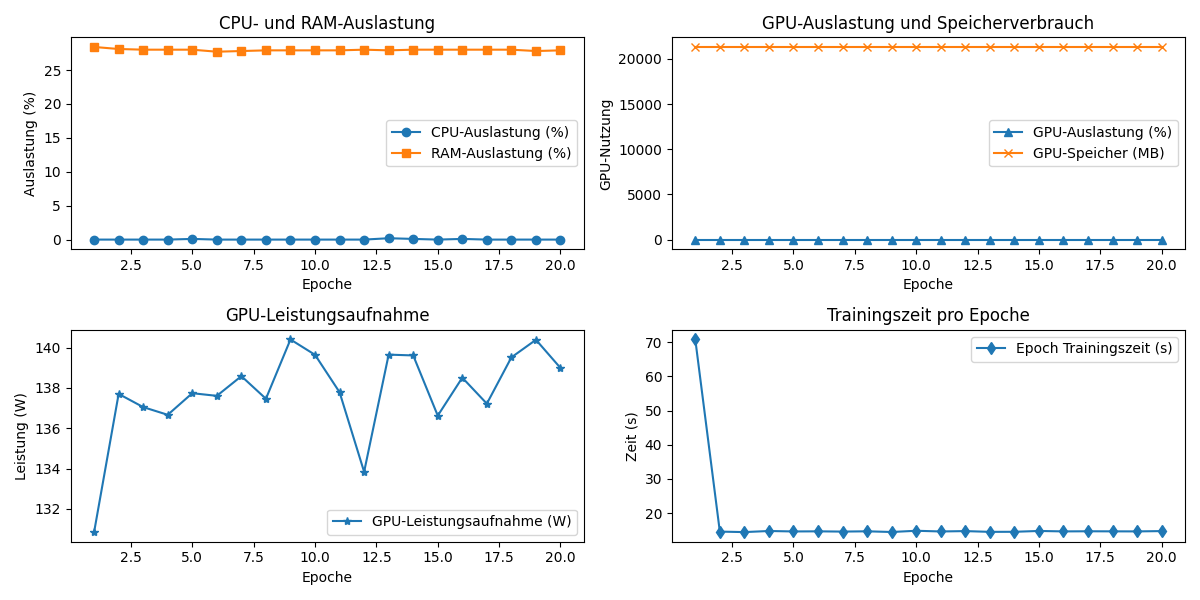 CPU- und RAM-Auslastung
Auslastung (%)
25
20
15
10
5
0
CPU-Auslastung (%)
RAM-Auslastung (%)
2.5 5.0 7.5 10.0 12.5 15.0 17.5 20.0
Epoche
GPU-Auslastung und Speicherverbrauch
GPU-Nutzung
20000
15000
10000
5000
0
GPU-Auslastung (%)
GPU-Speicher (MB)
2.5 5.0 7.5 10.0 12.5 15.0 17.5 20.0
Epoche
GPU-Leistungsaufnahme
Leistung (W)
140
138
136
134
132
GPU-Leistungsaufnahme (W)
2.5 5.0 7.5 10.0 12.5 15.0 17.5 20.0
Epoche
Trainingszeit pro Epoche
Zeit (s)
70
60
50
40
30
20
Epoch Trainingszeit (s)
2.5 5.0 7.5 10.0 12.5 15.0 17.5 20.0
Epoche